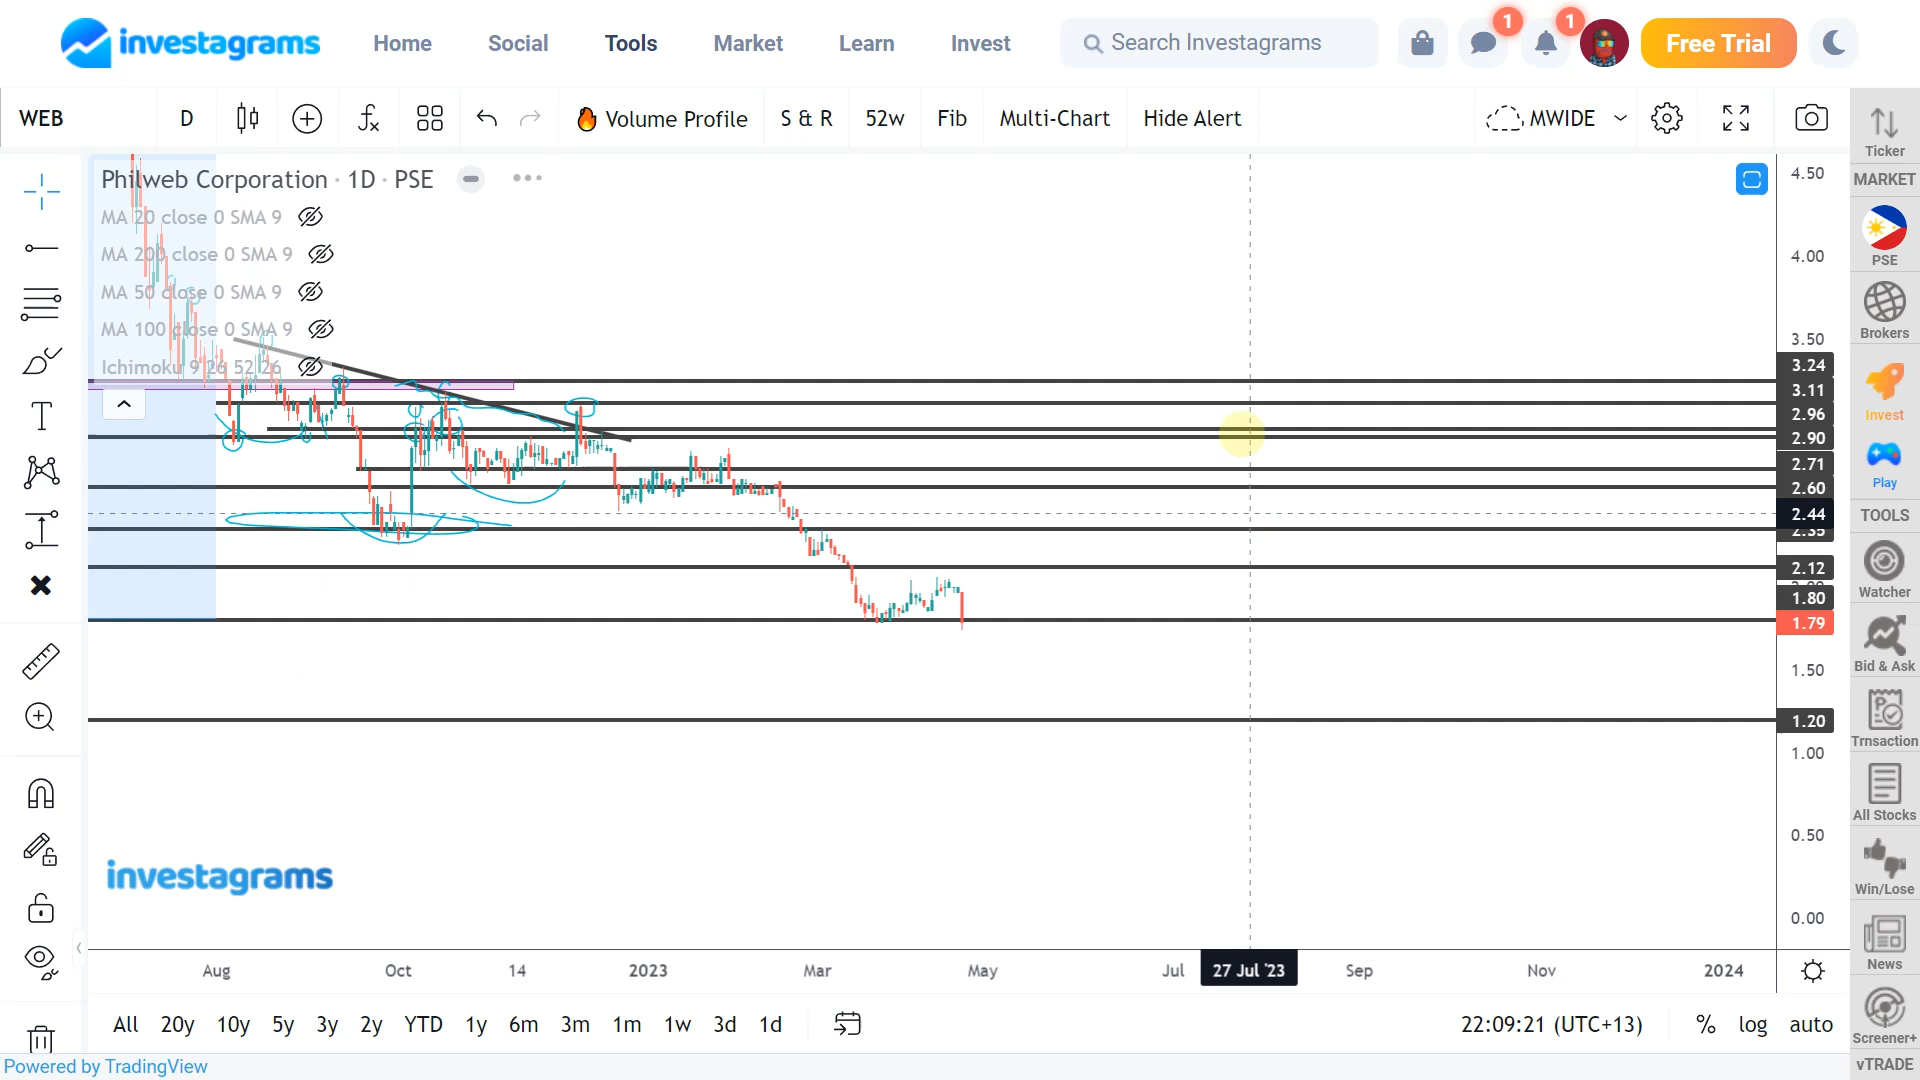 investagrams
Home Social Tools Market Learn Invest
Search Investagrams
1
1
Free Trial
WEB
D
Volume Profile
S & R
52w
Fib
Multi-Chart
Hide Alert
MWIDE
Philweb Corporation · 1D · PSE
MA 20 close 0 SMA 9
MA 200 close 0 SMA 9
MA 50 close 0 SMA 9
MA 100 close 0 SMA 9
Ichimoku 9 26 52 26
4.50
4.00
3.50
3.24
3.11
2.96
2.90
2.71
2.60
2.44
2.35
2.12
1.80
1.79
1.50
1.20
1.00
0.50
0.00
investagrams
Aug Oct 14 2023 Mar May Jul 27 Jul '23 Sep Nov 2024
All 20y 10y 5y 3y 2y YTD 1y 6m 3m 1m 1w 3d 1d
22:09:21 (UTC+13) % log auto
Powered by TradingView
Ticker
MARKET
PSE
Brokers
Invest
Play
TOOLS
Watcher
Bid & Ask
Trnsaction
All Stocks
Win/Lose
News
Screener+
vTRADE